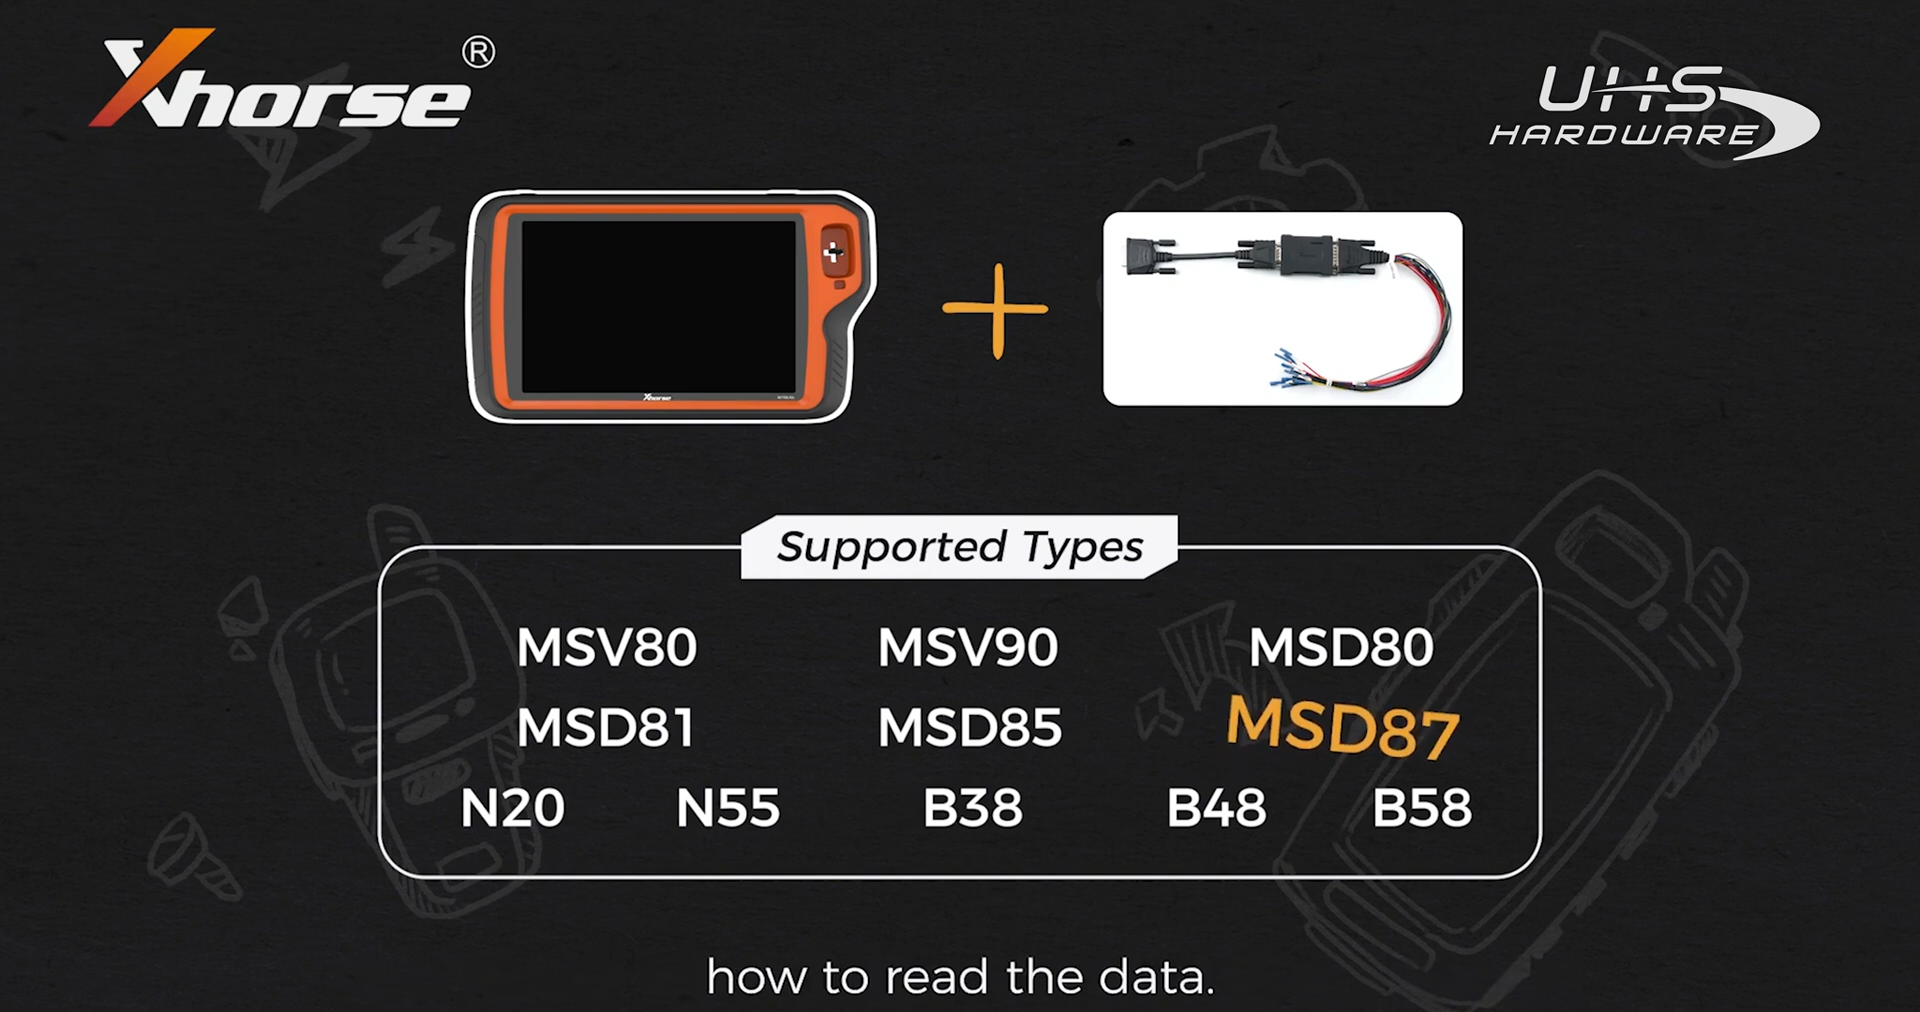 Xhorse®
UHS
HARDWARE
Xhorse
Supported Types
MSV80 MSV90 MSD80
MSD81 MSD85 MSD87
N20 N55 B38 B48 B58
how to read the data.